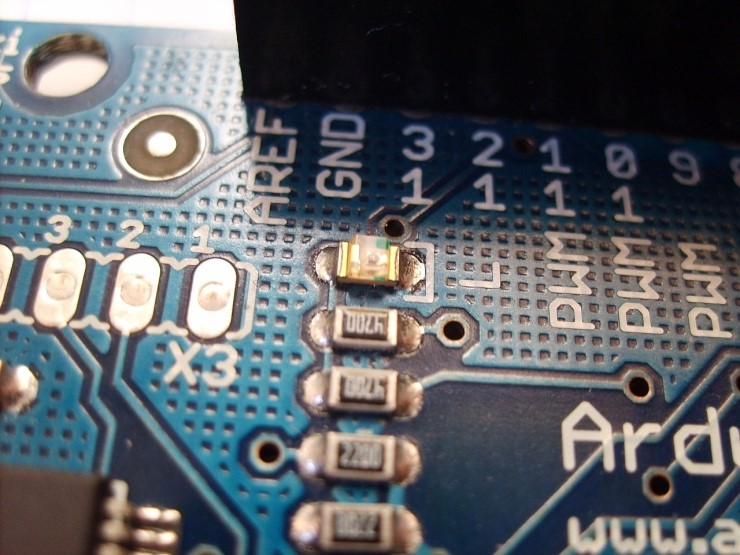 AREF
GND
13
12
11
10
9
L
PWM
PWM
PWM
3 2 1
X3
4700
4700
2200
2200
Ardu
www.a